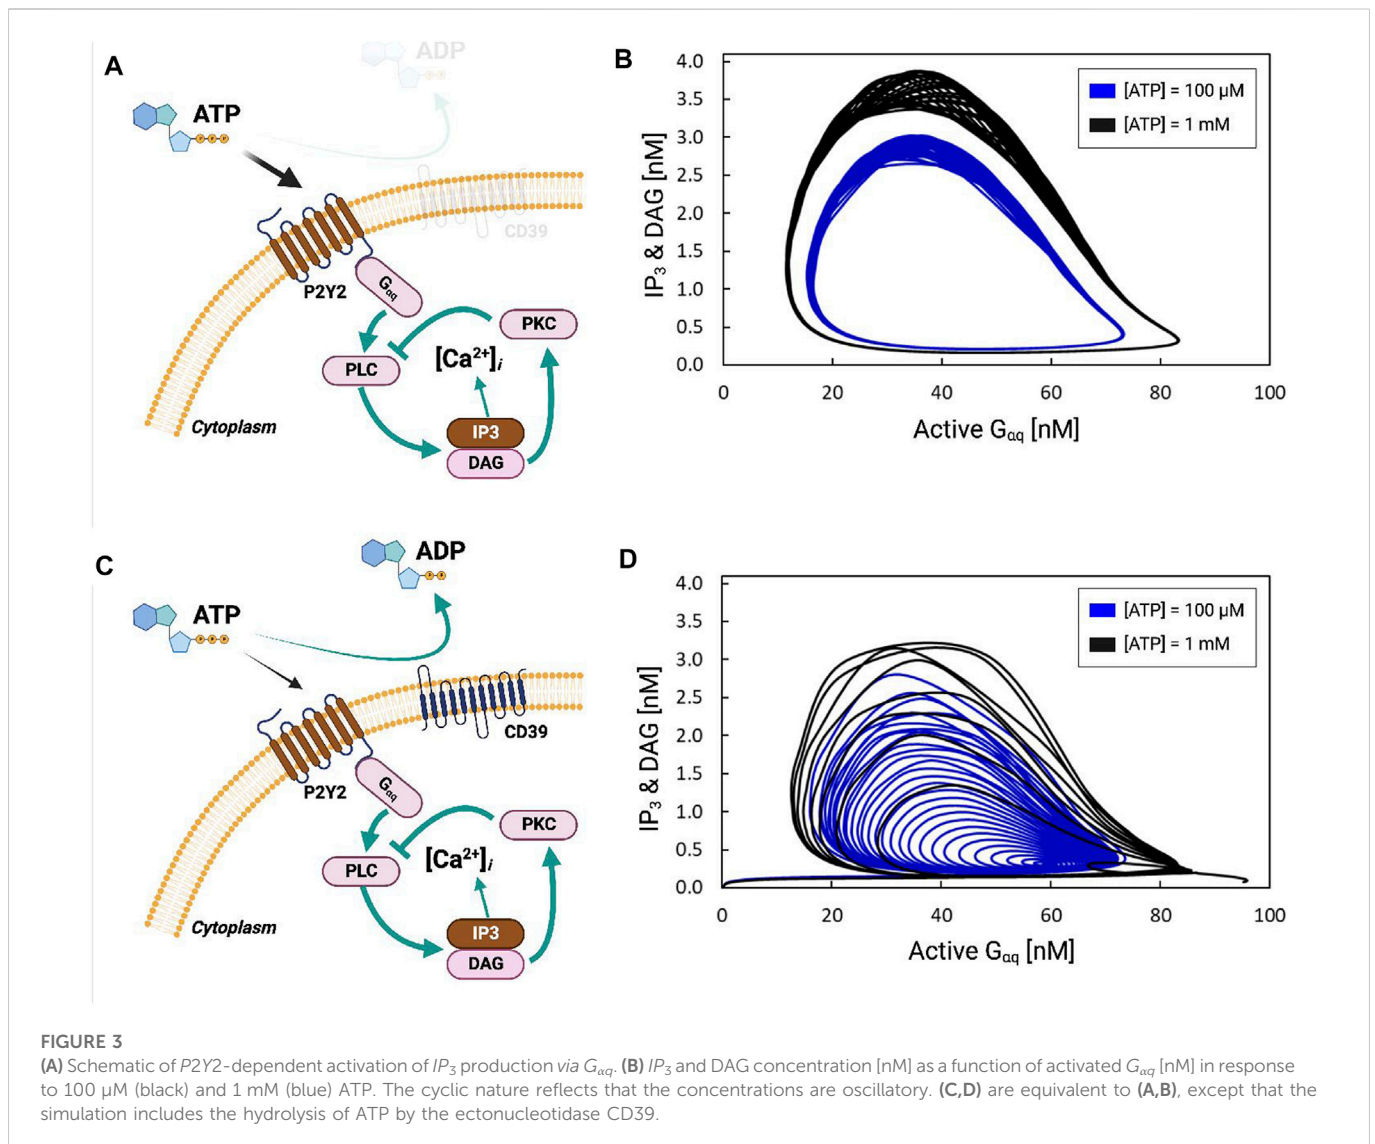 A
ADP
ATP
CD39
P2Y2
Gαq
PKC
PLC
[Ca2+]i
IP3
DAG
Cytoplasm
B
4.0
3.5
3.0
2.5
2.0
1.5
1.0
0.5
0.0
IP3 & DAG [nM]
[ATP] = 100 μM
[ATP] = 1 mM
0
20
40
60
80
100
Active Gαq [nM]
C
ADP
ATP
P P P
P P
CD39
P2Y2
Gαq
PKC
PLC
[Ca2+]i
IP3
DAG
Cytoplasm
D
4.0
3.5
3.0
2.5
2.0
1.5
1.0
0.5
0.0
IP3 & DAG [nM]
[ATP] = 100 μM
[ATP] = 1 mM
0
20
40
60
80
100
Active Gαq [nM]
FIGURE 3
(A) Schematic of P2Y2-dependent activation of IP3 production via Gαq. (B) IP3 and DAG concentration [nM] as a function of activated Gαq [nM] in response
to 100 μM (black) and 1 mM (blue) ATP. The cyclic nature reflects that the concentrations are oscillatory. (C,D) are equivalent to (A,B), except that the
simulation includes the hydrolysis of ATP by the ectonucleotidase CD39.